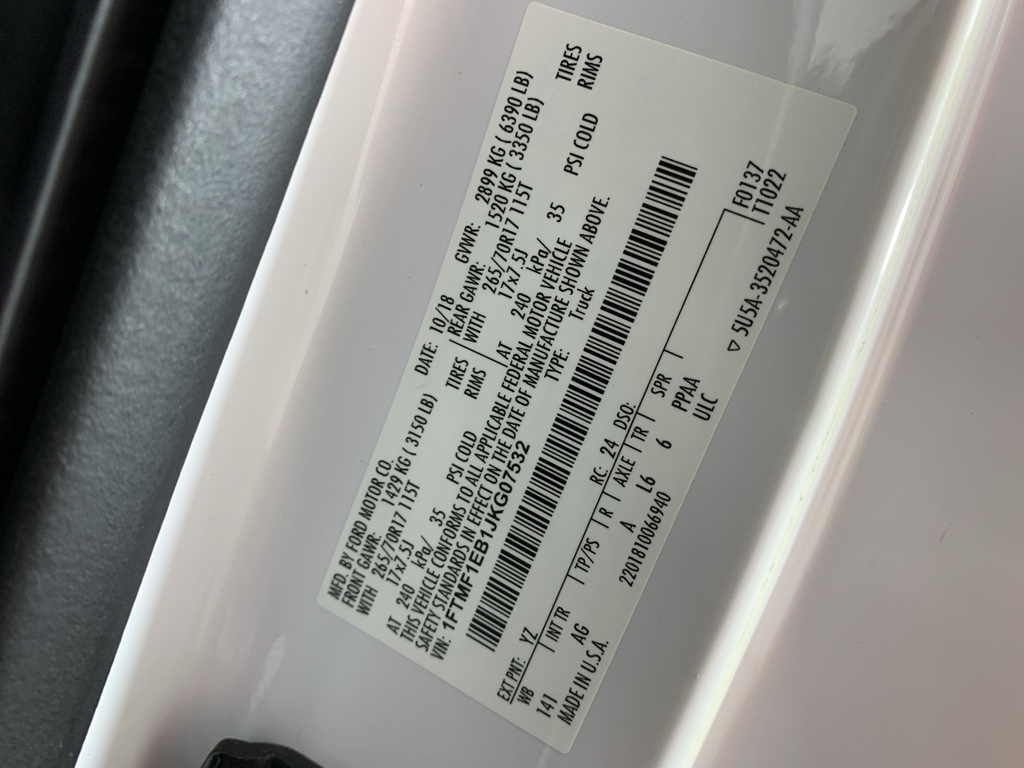 MFD. BY FORD MOTOR CO.
DATE: 10/18 GVWR: 2899 KG ( 6390 LB)
FRONT GAWR: 1429 KG ( 3150 LB) REAR GAWR: 1520 KG ( 3350 LB)
WITH 265/70R17 115T TIRES WITH 265/70R17 115T TIRES
17x7.5J RIMS 17x7.5J RIMS
AT 240 kPa/ 35 PSI COLD AT 240 kPa/ 35 PSI COLD
THIS VEHICLE CONFORMS TO ALL APPLICABLE FEDERAL MOTOR VEHICLE
SAFETY STANDARDS IN EFFECT ON THE DATE OF MANUFACTURE SHOWN ABOVE.
VIN: 1FTMF1EB1JKG07532 TYPE: Truck
EXT PNT: YZ RC: 24 DSO: F0137
WB INT TR TP/PS R AXLE TR SPR T1022
141 AG A L6 6 PPAA
MADE IN U.S.A. 220181006694​0 ULC
▽ 5U5A-3520472-AA